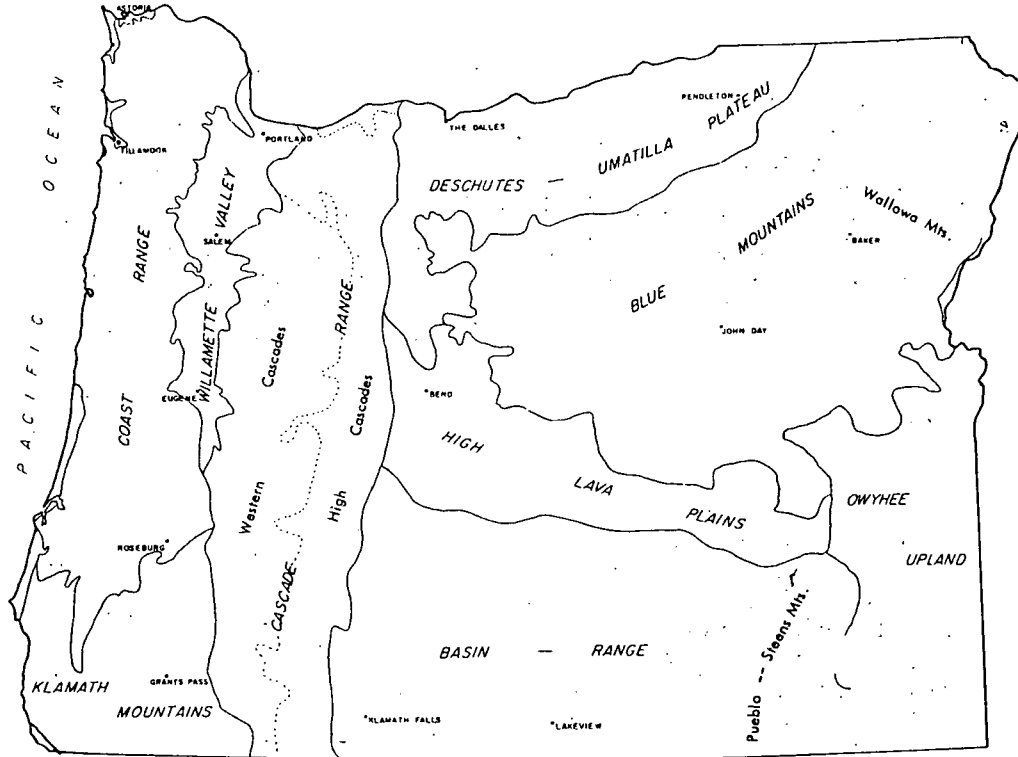 ASTORIA
PACIFIC OCEAN
TILLAMOOK
PORTLAND
THE DALLES
PENDLETON
DESCHUTES — UMATILLA PLATEAU
WILLAMETTE VALLEY
SALEM
COAST RANGE
EUGENE
BLUE MOUNTAINS
Wallowa Mts.
BAKER
JOHN DAY
CASCADE RANGE
Western Cascades
High Cascades
BEND
HIGH LAVA PLAINS
OWYHEE UPLAND
ROSEBURG
KLAMATH MOUNTAINS
GRANTS PASS
BASIN — RANGE
Pueblo -- Steens Mts.
KLAMATH FALLS
LAKEVIEW